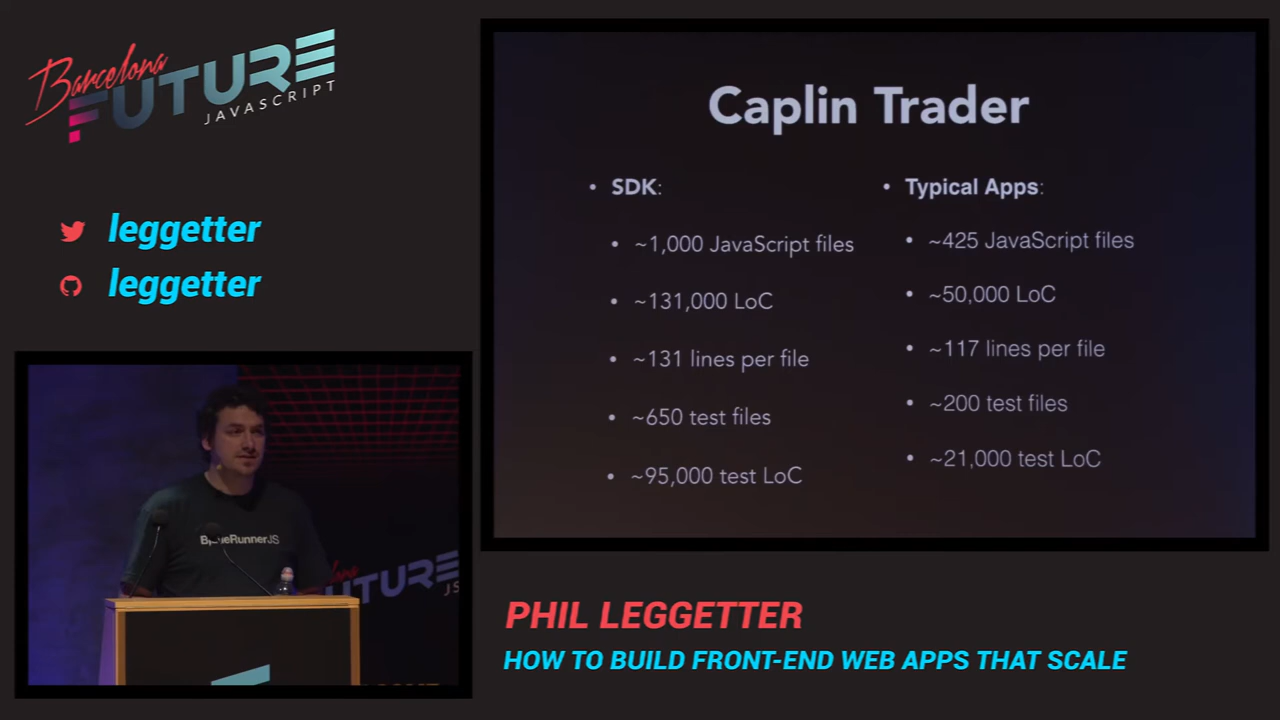 Barcelona
FUTURE
JAVASCRIPT
leggetter
leggetter
Caplin Trader
• SDK:
• ~1,000 JavaScript files
• ~131,000 LoC
• ~131 lines per file
• ~650 test files
• ~95,000 test LoC
• Typical Apps:
• ~425 JavaScript files
• ~50,000 LoC
• ~117 lines per file
• ~200 test files
• ~21,000 test LoC
FUTURE
JS
PHIL LEGGETTER
HOW TO BUILD FRONT-END WEB APPS THAT SCALE